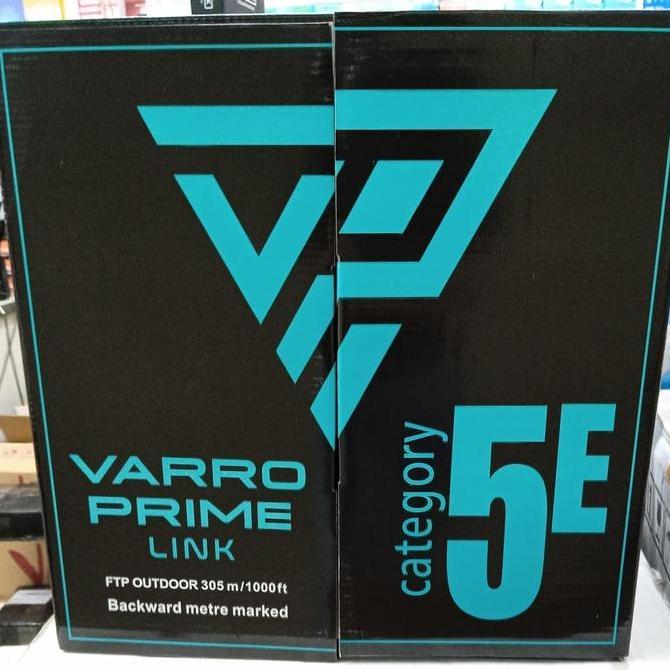 VARRO
PRIME
LINK
FTP OUTDOOR 305 m/1000ft
Backward metre marked
category
5E